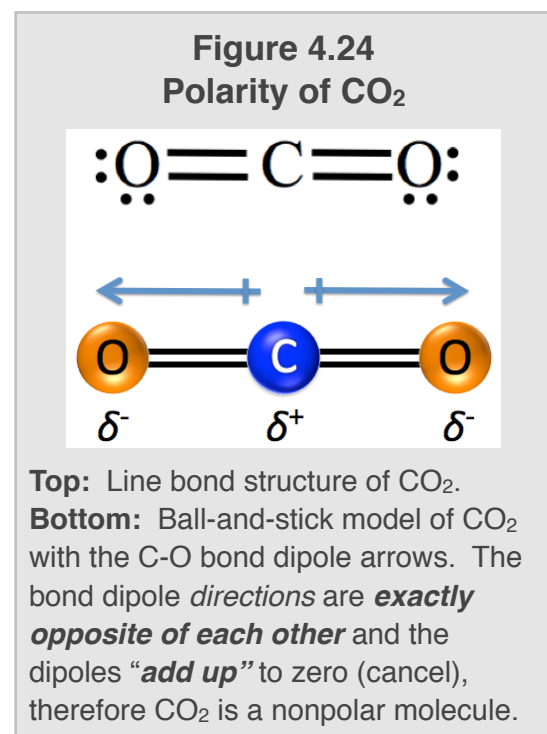 Figure 4.24
Polarity of CO₂
:O=C=O:
O C O
δ⁻ δ⁺ δ⁻
Top: Line bond structure of CO₂.
Bottom: Ball-and-stick model of CO₂
with the C-O bond dipole arrows. The
bond dipole directions are exactly
opposite of each other and the
dipoles “add up” to zero (cancel),
therefore CO₂ is a nonpolar molecule.